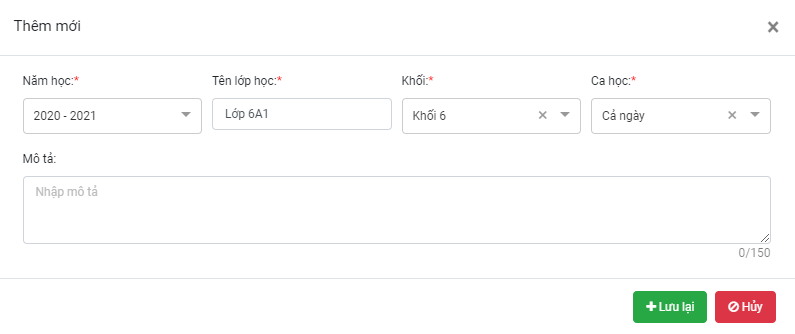 Thêm mới
Năm học:* Tên lớp học:* Khối:* Ca học:*
2020 - 2021 Lớp 6A1 Khối 6 Cả ngày
Mô tả:
Nhập mô tả
0/150
Lưu lại Hủy